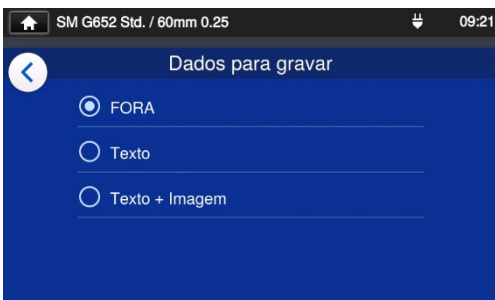 SM G652 Std. / 60mm 0.25 09:21
Dados para gravar
FORA
Texto
Texto + Imagem